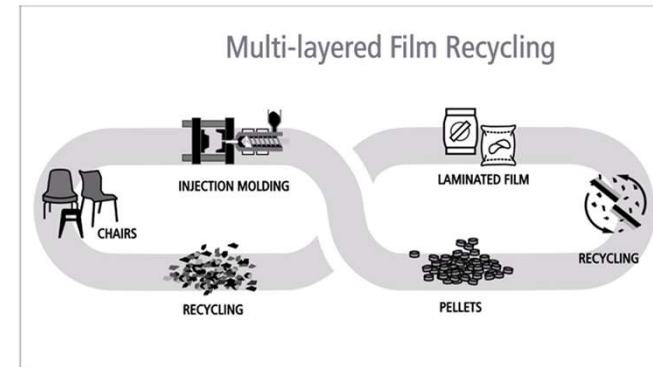 Multi-layered Film Recycling
INJECTION MOLDING
LAMINATED FILM
CHAIRS
RECYCLING
RECYCLING
PELLETS